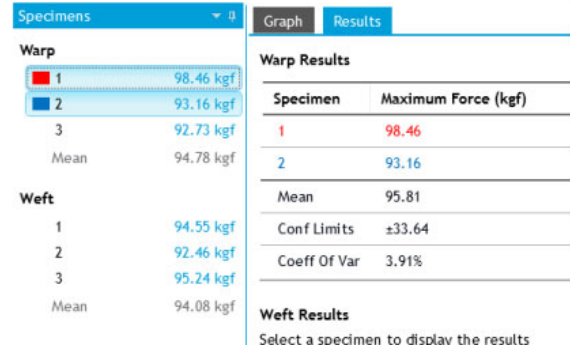 Specimens
Warp
1 98.46 kgf
2 93.16 kgf
3 92.73 kgf
Mean 94.78 kgf
Weft
1 94.55 kgf
2 92.46 kgf
3 95.24 kgf
Mean 94.08 kgf
Graph Results
Warp Results
Specimen Maximum Force (kgf)
1 98.46
2 93.16
Mean 95.81
Conf Limits ±33.64
Coeff Of Var 3.91%
Weft Results
Select a specimen to display the results